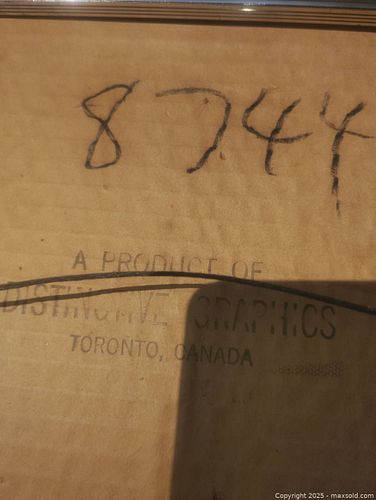 8744
A PRODUCT OF
DISTINCTIVE GRAPHICS
TORONTO, CANADA
Copyright © 2025 - maxsold.com